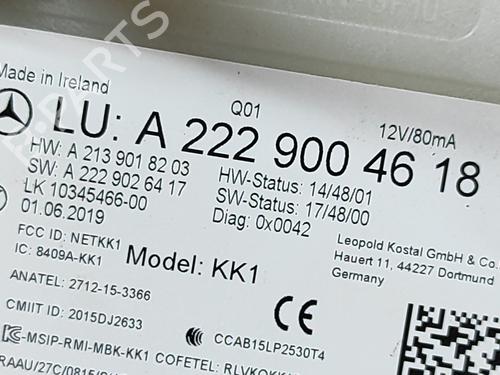 Made in Ireland
Q01
12V/80mA
LU: A 222 900 46 18
HW: A 213 901 82 03
SW: A 222 902 64 17
LK 10345466-00
01.06.2019
HW-Status: 14/48/01
SW-Status: 17/48/00
Diag: 0x0042
FCC ID: NETKK1
IC: 8409A-KK1
Model: KK1
Leopold Kostal GmbH & Co.
Hauert 11, 44227 Dortmund
Germany
ANATEL: 2712-15-3366
CMIIT ID: 2015DJ2633
CE
CCAB15LP2530T4
-MSIP-RMI-MBK-KK1
COFETEL:
B-PARTS